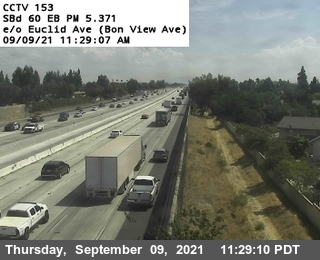 CCTV 153
SBd 60 EB PM 5.371
e/o Euclid Ave (Bon View Ave)
09/09/21 11:29:07 AM
Thursday, September 09, 2021 11:29:10 PDT